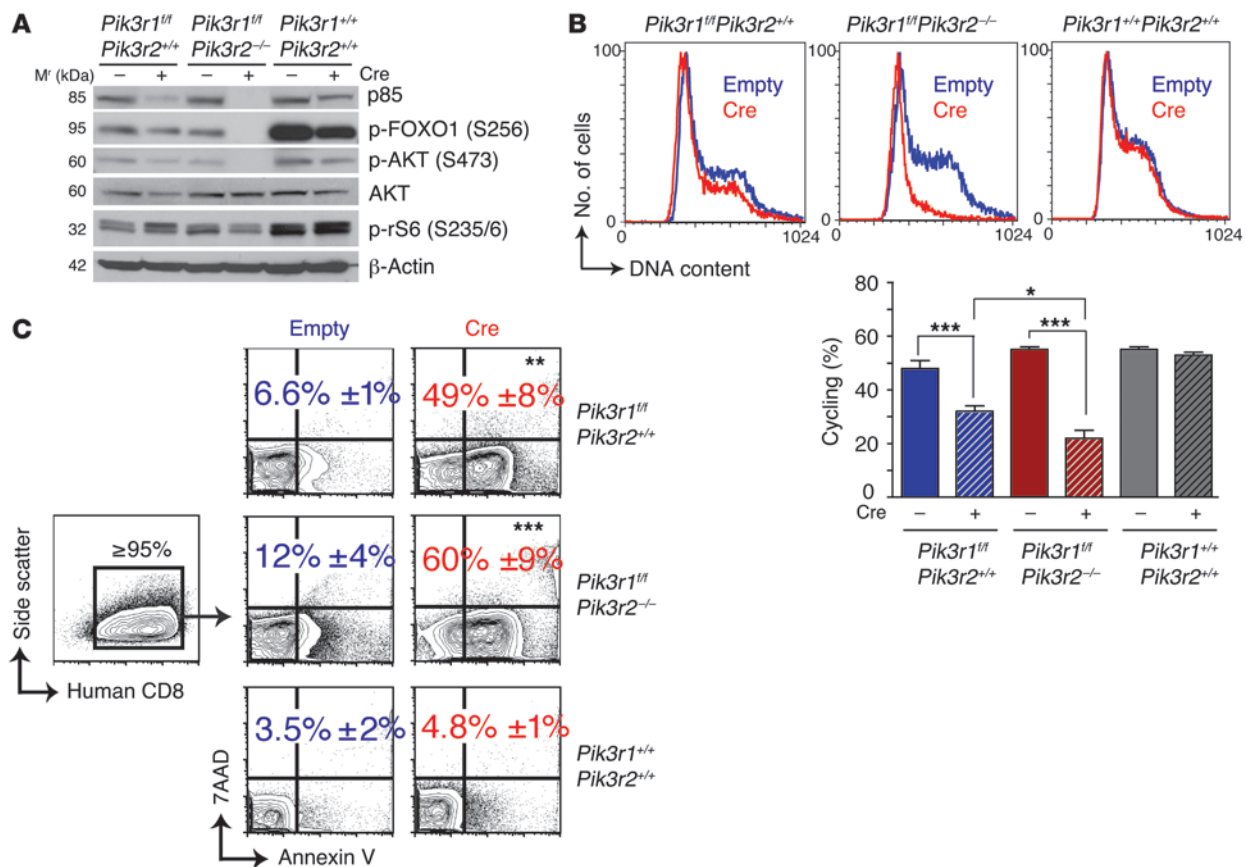 A
Pik3r1f/f Pik3r1f/f Pik3r1+/+
Pik3r2+/+ Pik3r2−/− Pik3r2+/+
Mr (kDa) − + − + − + Cre
85 p85
95 p-FOXO1 (S256)
60 p-AKT (S473)
60 AKT
32 p-rS6 (S235/6)
42 β-Actin
B
Pik3r1f/fPik3r2+/+ Pik3r1f/fPik3r2−/− Pik3r1+/+Pik3r2+/+
100 100 100
Empty Empty Empty
Cre Cre Cre
No. of cells
0 1024 0 1024 0 1024
DNA content
80
60
40
20
0
Cycling (%)
*
*** ***
Cre − + − + − +
Pik3r1f/f Pik3r1f/f Pik3r1+/+
Pik3r2+/+ Pik3r2−/− Pik3r2+/+
C
Empty Cre
**
6.6% ±1% 49% ±8%
Pik3r1f/f
Pik3r2+/+
≥95%
Side scatter
Human CD8
***
12% ±4% 60% ±9%
Pik3r1f/f
Pik3r2−/−
3.5% ±2% 4.8% ±1%
Pik3r1+/+
Pik3r2+/+
7AAD
Annexin V